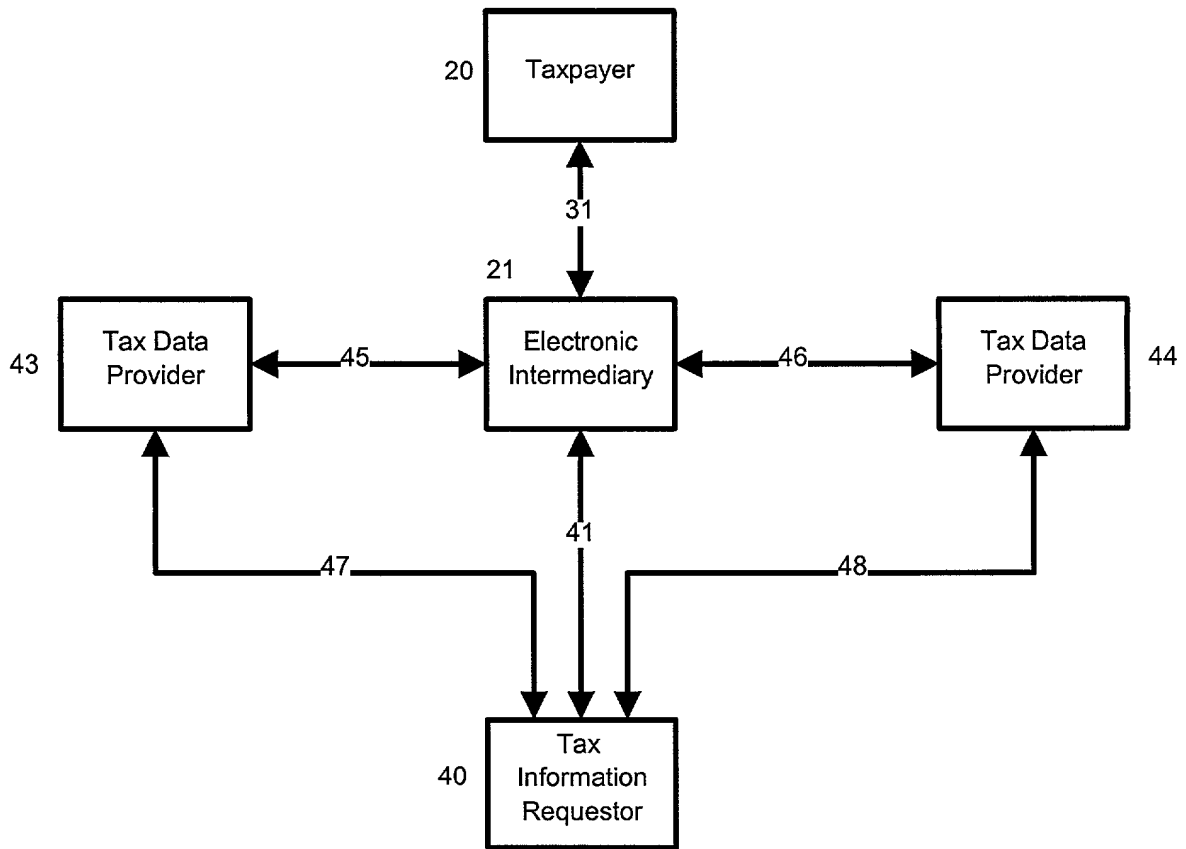 20
Taxpayer
31
21
43
Tax Data
Provider
45
Electronic
Intermediary
46
Tax Data
Provider
44
41
47
48
40
Tax
Information
Requestor